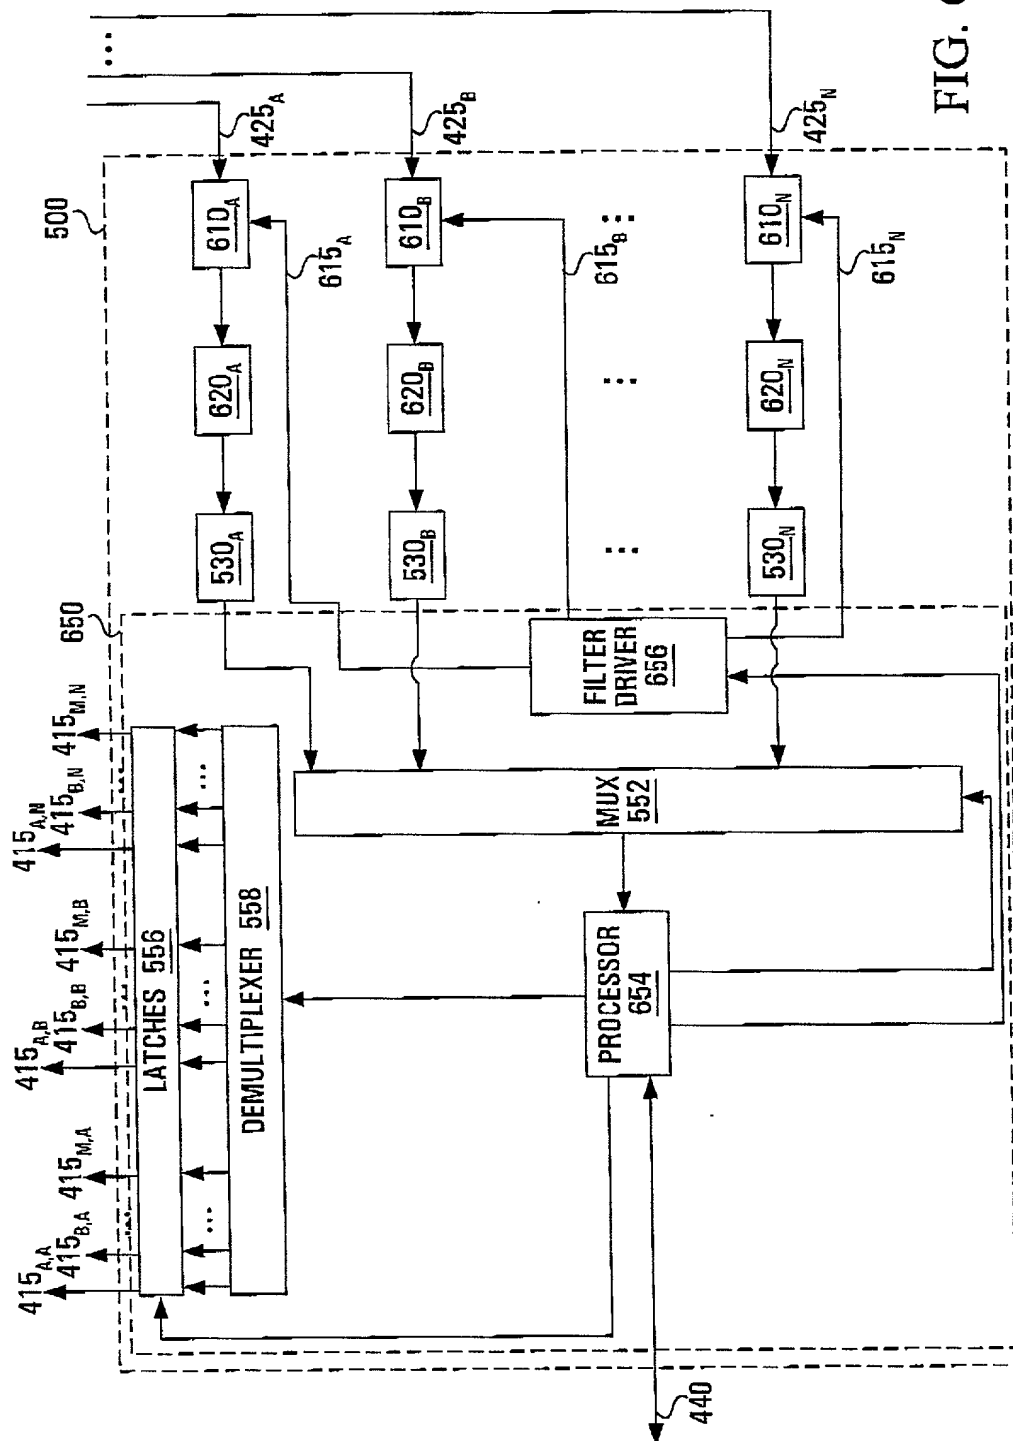 500
650
415A,A
415B,A
415M,A
415A,B
415B,B
415M,B
415A,N
415B,N
415M,N
LATCHES 556
DEMULTIPLEXER 558
MUX
552
PROCESSOR
654
FILTER
DRIVER
656
530A
620A
610A
425A
615A
530B
620B
610B
425B
615B
530N
620N
610N
425N
615N
440
...
...
...
...
...
...
...
FIG.